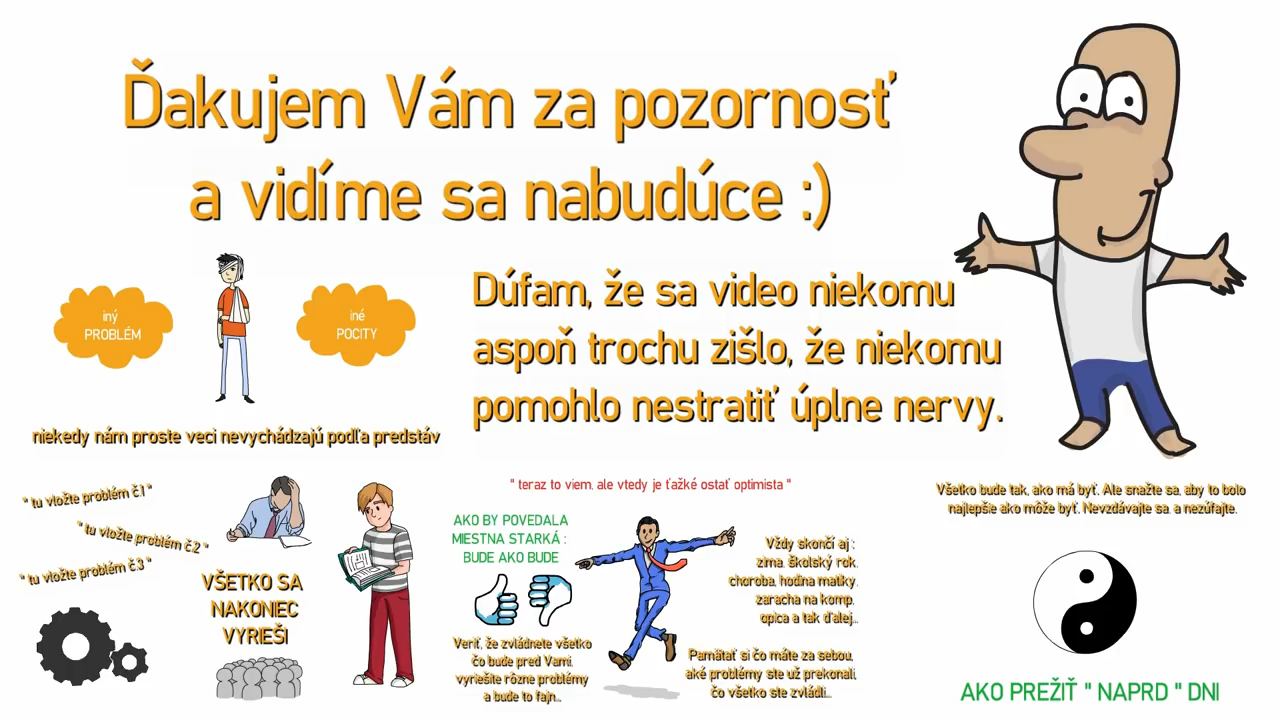 Ďakujem Vám za pozornosť
a vidíme sa nabudúce :)
iný
PROBLÉM
iné
POCITY
niekedy nám proste veci nevychádzajú podľa predstáv
Dúfam, že sa video niekomu
aspoň trochu zišlo, že niekomu
pomohlo nestratiť úplne nervy.
" tu vložte problém č.1 "
" tu vložte problém č.2 "
" tu vložte problém č.3 "
VŠETKO SA
NAKONIEC
VYRIEŠI
" teraz to viem, ale vtedy je ťažké ostať optimista "
AKO BY POVEDALA
MIESTNA STARKÁ :
BUDE AKO BUDE
Veriť, že zvládnete všetko
čo bude pred Vami,
vyriešite rôzne problémy
a bude to fajn...
Vždy skončí aj :
zima, školský rok,
choroba, hodina matiky,
zaracha na komp,
opica a tak ďalej...
Pamätať si čo máte za sebou,
aké problémy ste už prekonali,
čo všetko ste zvládli...
Všetko bude tak, ako má byť. Ale snažte sa, aby to bolo
najlepšie ako môže byť. Nevzdávajte sa, a nezúfajte.
AKO PREŽIŤ " NAPRD " DNI